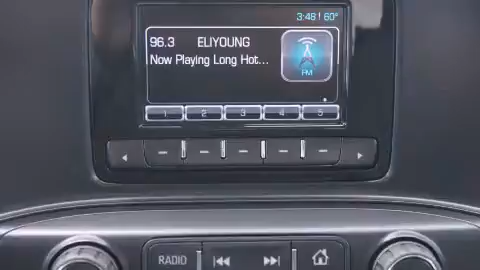 3:48 60°
96.3 ELIYOUNG
Now Playing Long Hot...
FM
1 2 3 4 5
RADIO